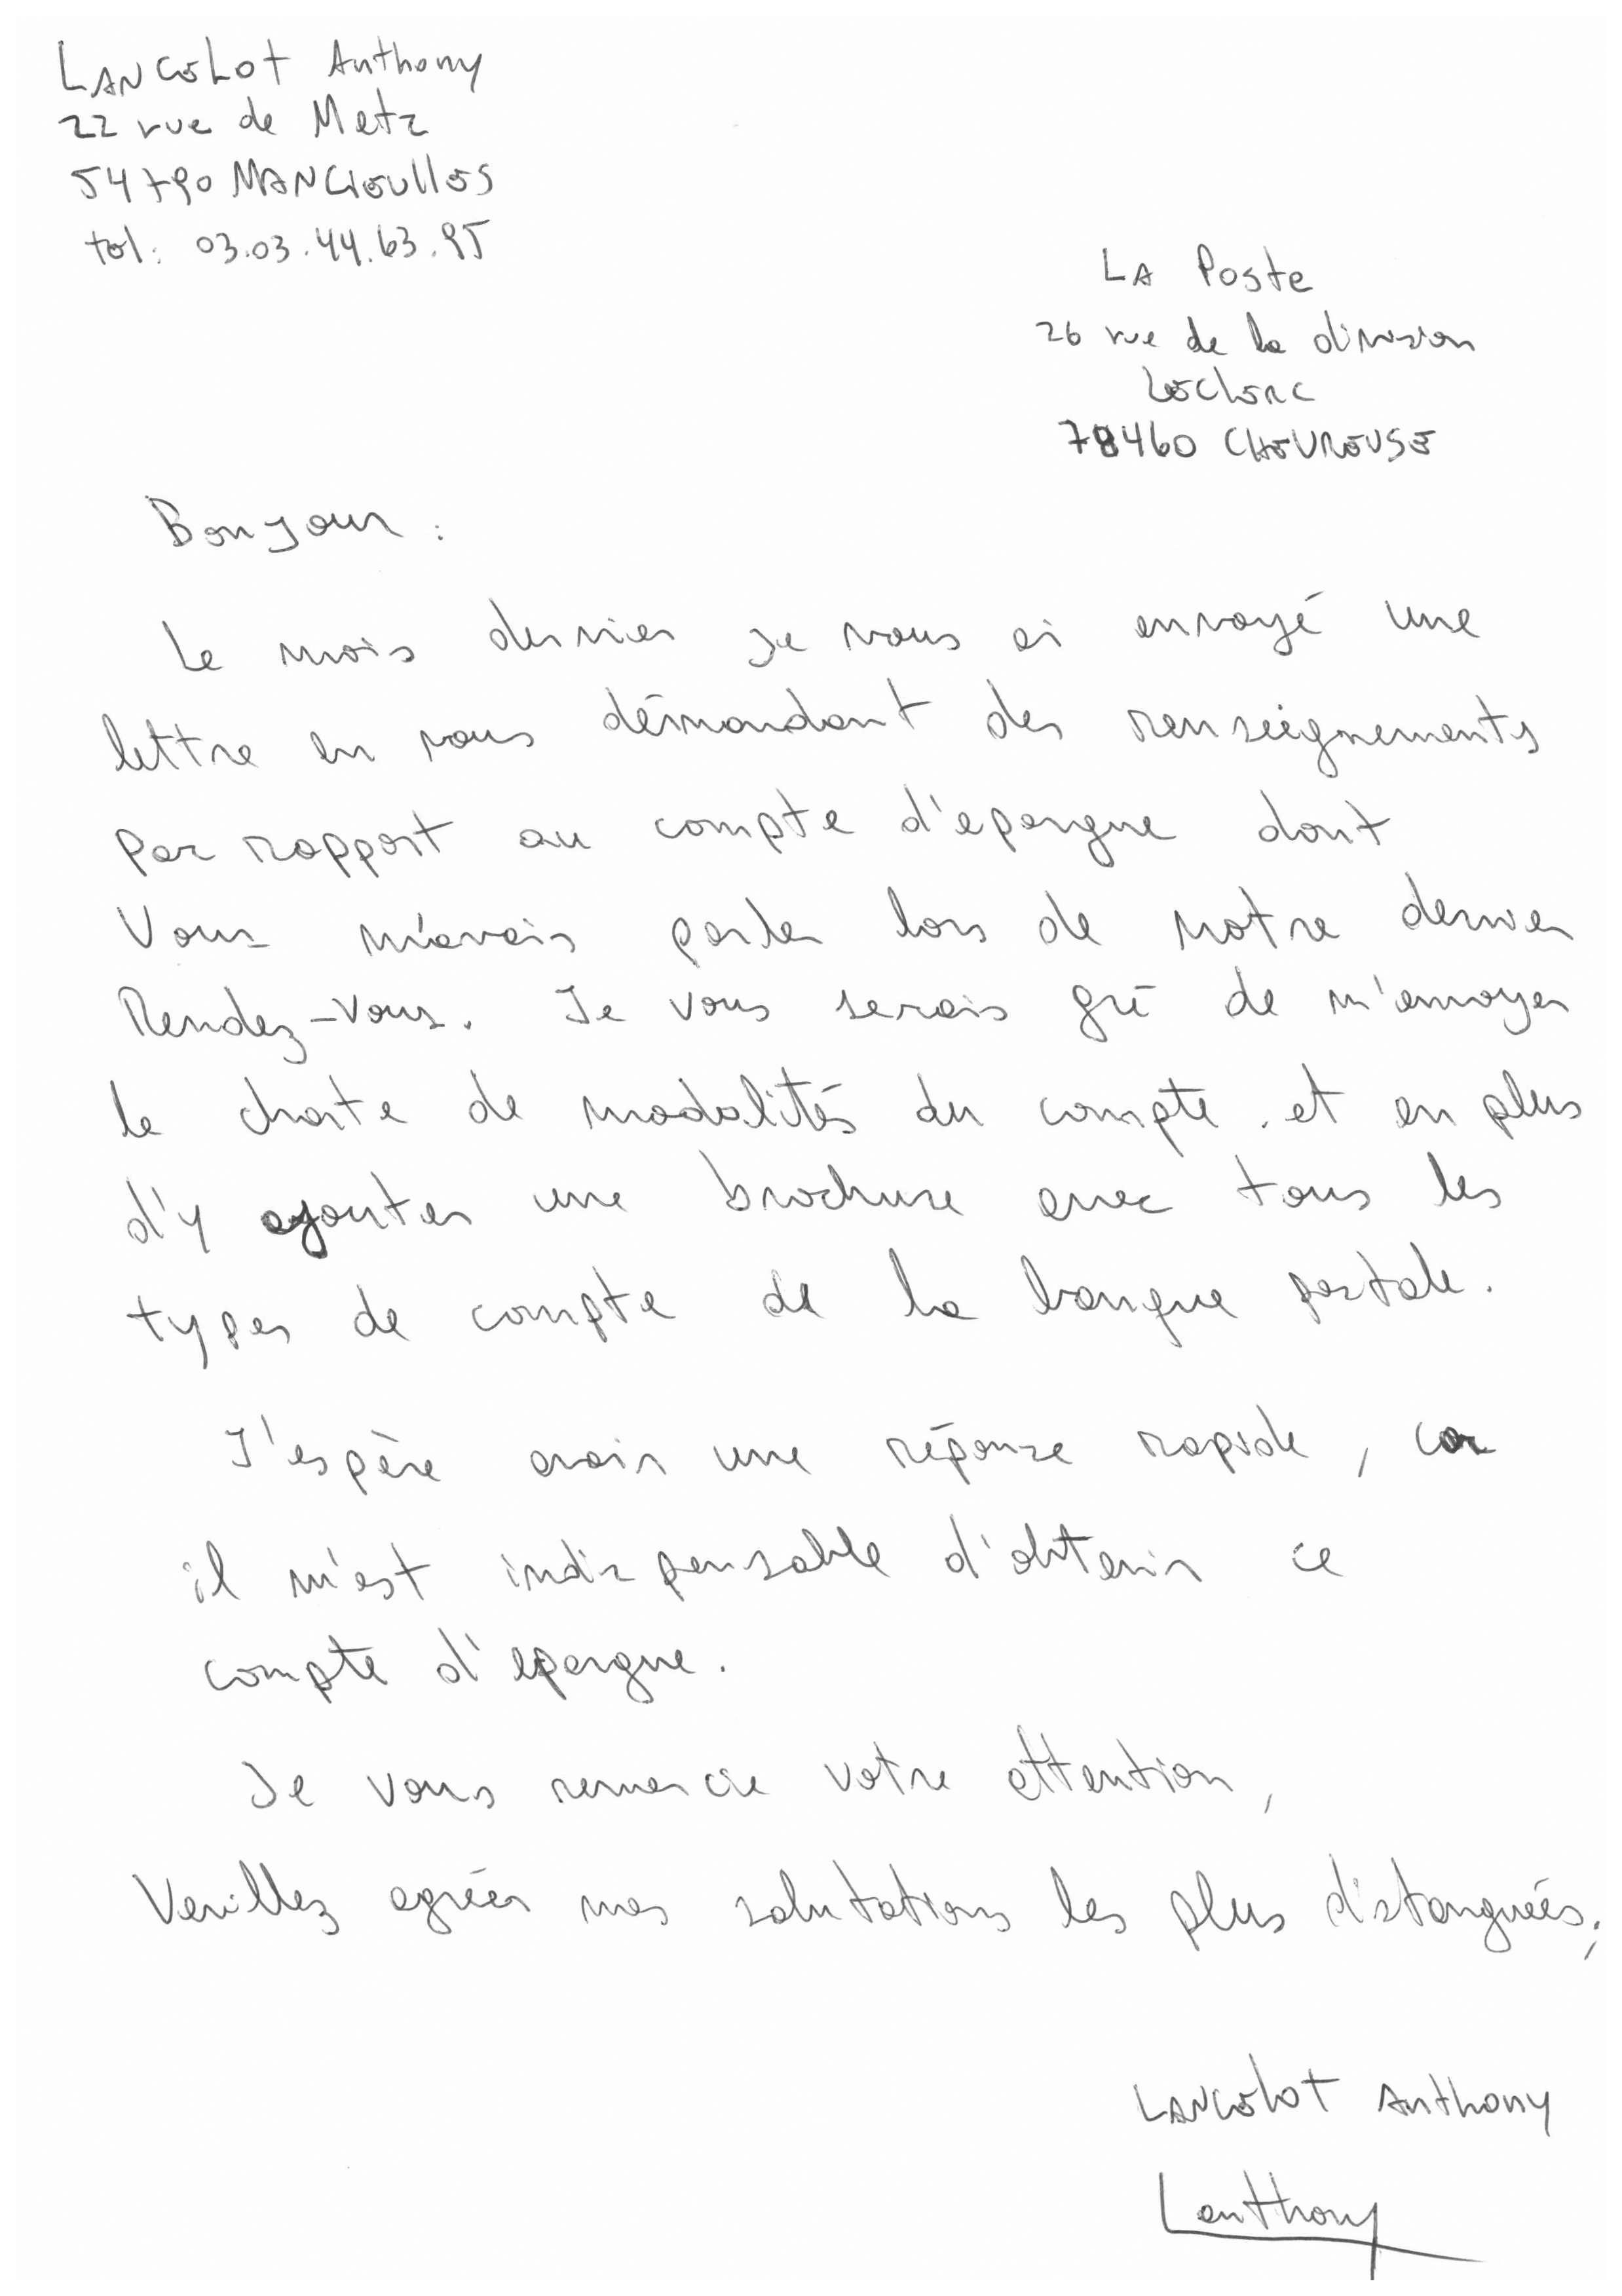 LANCELOT Anthony
22 rue de Metz
54790 MANCIEULLES
tel: 03.03.44.63.95
LA Poste
26 rue de la division
Leclerc
78460 CHEVREUSE
Bonjour :
Le mois dernier je vous ai envoyé une
lettre en vous démandant des renseignements
par rapport au compte d'epargne dont
Vous m'avais parler lors de notre dernier
Rendez-Vous. Je vous serais gré de m'envoyer
le charte de modalités du compte. et en plus
d'y ajouter une brochure avec tous les
types de compte de la banque postale.
J'espère avoir une réponse rapide, car
il m'est indispensable d'obtenir ce
compte d'epargne.
Je vous remercie votre attention,
Veuillez agréer mes salutations les plus distanguées;
LANCELOT Anthony
Lanthony